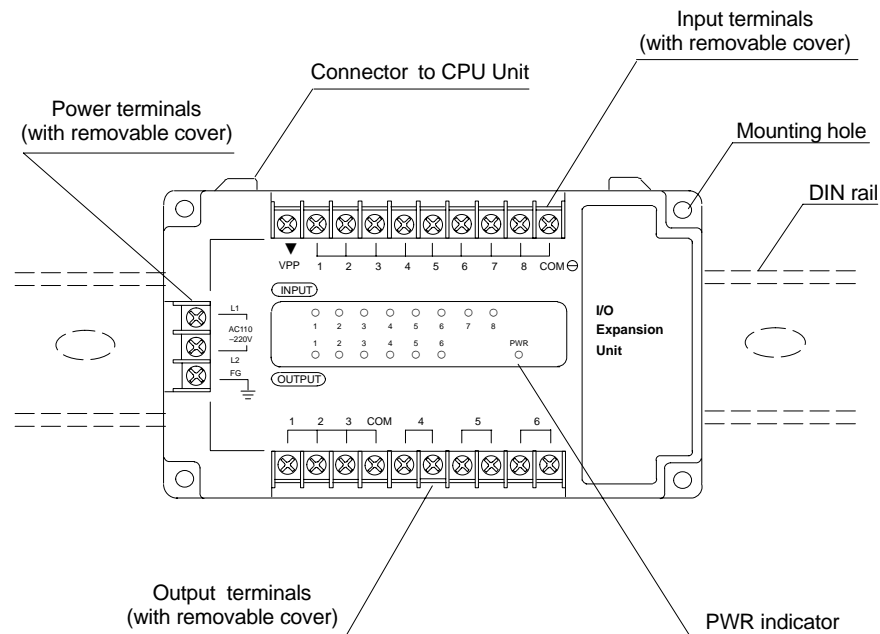 Input terminals
(with removable cover)
Connector to CPU Unit
Power terminals
(with removable cover)
Mounting hole
DIN rail
VPP 1 2 3 4 5 6 7 8 COM ⊖
INPUT
L1
AC110
~220V
L2
FG
1 2 3 4 5 6 7 8
1 2 3 4 5 6 PWR
OUTPUT
I/O
Expansion
Unit
1 2 3 COM 4 5 6
Output terminals
(with removable cover)
PWR indicator